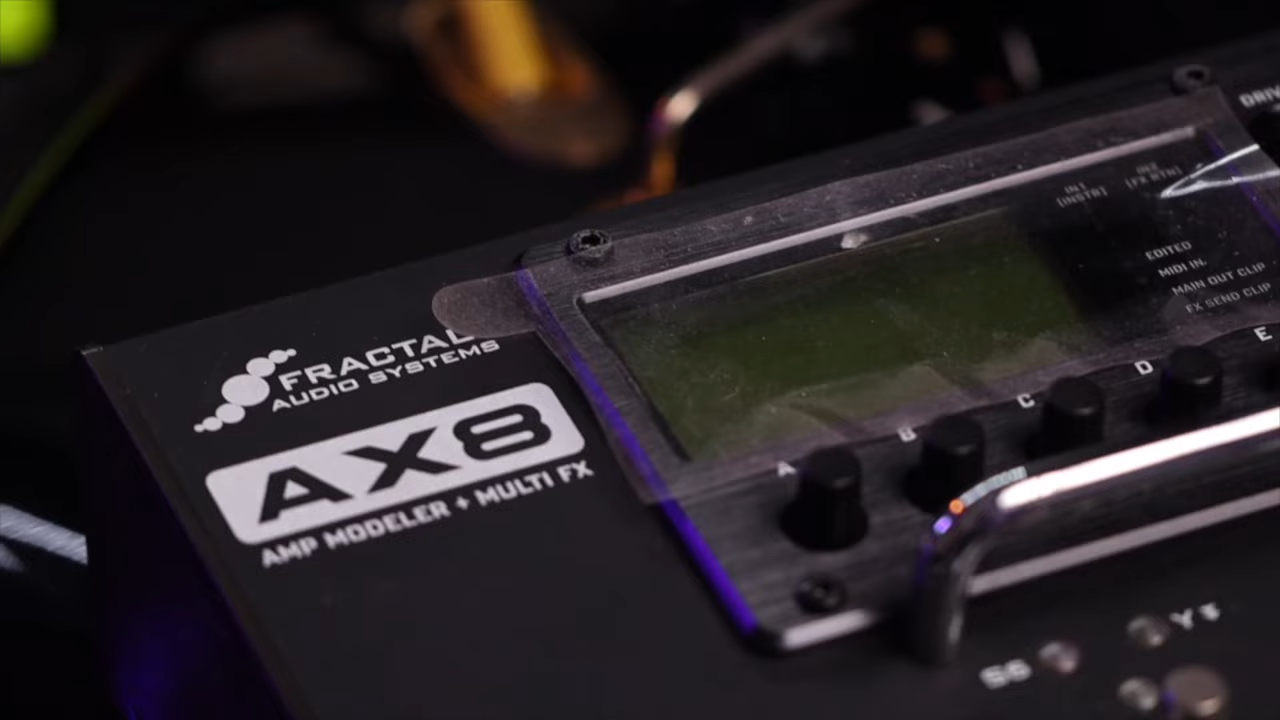 FRACTAL
AUDIO SYSTEMS
AX8
AMP MODELER + MULTI FX
IN1
(INSTR)
IN2
(FX RTN)
EDITED
MIDI IN
MAIN OUT CLIP
FX SEND CLIP
A
B
C
D
E
Y